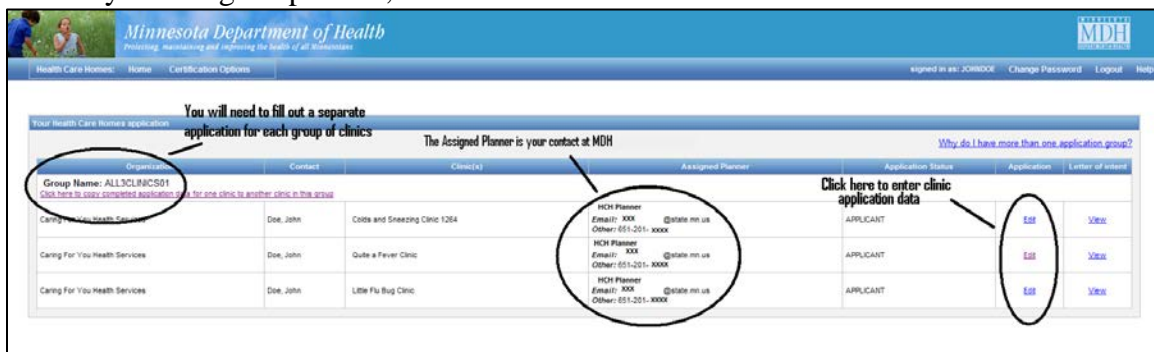 Minnesota Department of Health
Protecting, maintaining and improving the health of all Minnesotans
MINNESOTA
MDH
Health Care Homes: Home Certification Options
signed in as: JOHNDOE Change Password Logout Help
You will need to fill out a separate
application for each group of clinics
Your Health Care Homes application
The Assigned Planner is your contact at MDH
Why do I have more than one application group?
Organization Contact Clinic(s) Assigned Planner Application Status Application Letter of intent
Group Name: ALL3CLINICS01
Click here to copy completed application data for one clinic to another clinic in this group
Click here to enter clinic
application data
Caring For You Health Services Doe, John Colds and Sneezing Clinic 1264 HCH Planner APPLICANT Edit View
Email: XXX @state.mn.us
Other: 651-201- XXXX
Caring For You Health Services Doe, John Quite a Fever Clinic HCH Planner APPLICANT Edit View
Email: XXX @state.mn.us
Other: 651-201- XXXX
Caring For You Health Services Doe, John Little Flu Bug Clinic HCH Planner APPLICANT Edit View
Email: XXX @state.mn.us
Other: 651-201- XXXX